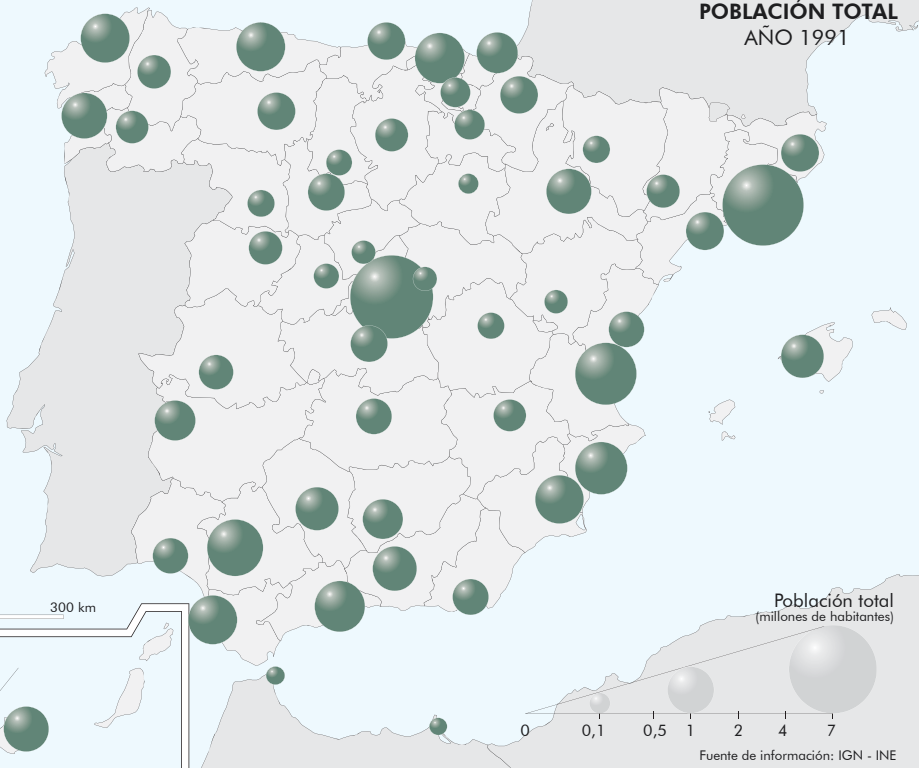 POBLACIÓN TOTAL
AÑO 1991
300 km
Población total
(millones de habitantes)
0 0,1 0,5 1 2 4 7
Fuente de información: IGN - INE